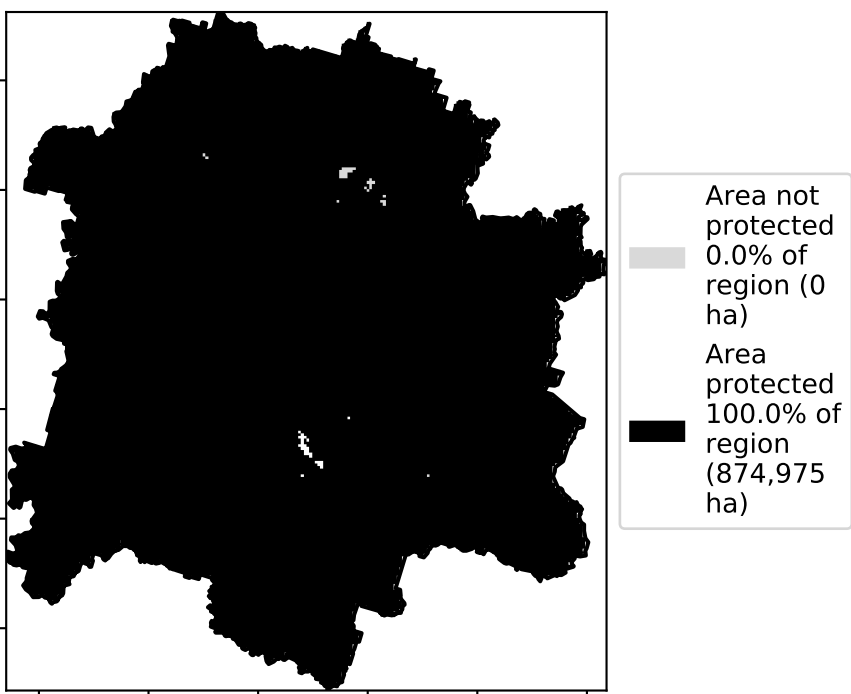 Area not
protected
0.0% of
region (0
ha)
Area
protected
100.0% of
region
(874,975
ha)